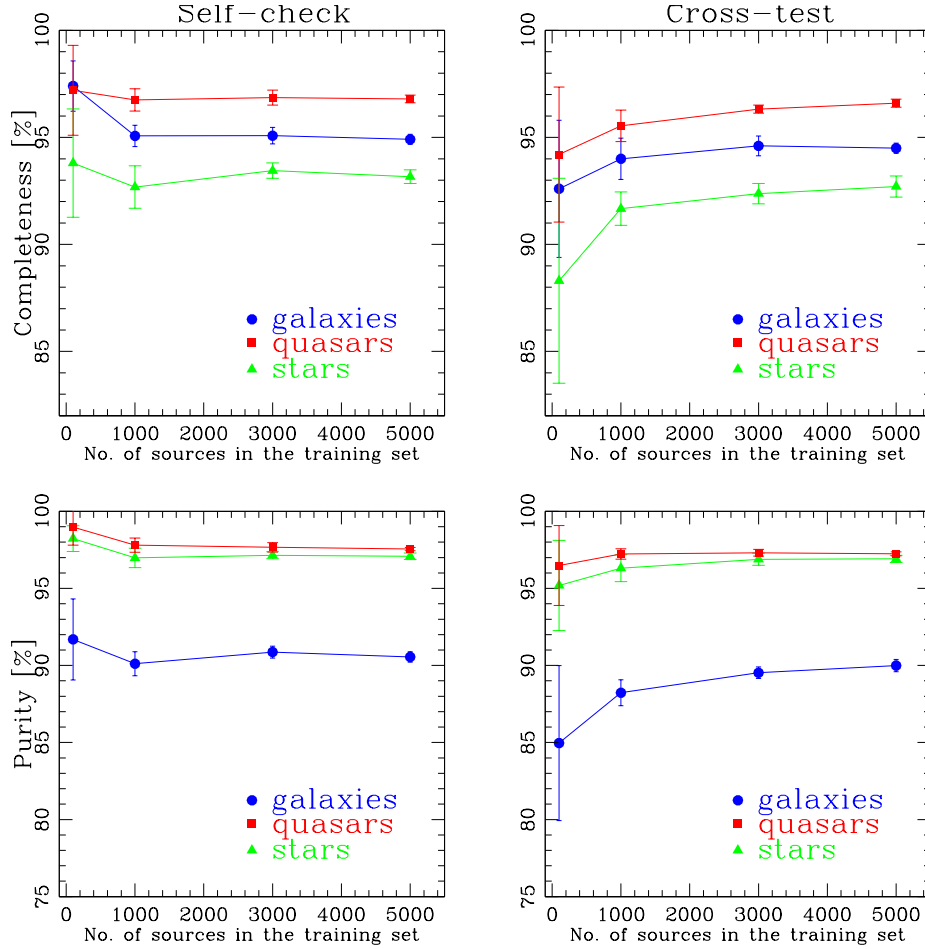 Self-check
Cross-test
Completeness [%]
100
95
90
85
galaxies
quasars
stars
0 1000 2000 3000 4000 5000
No. of sources in the training set
100
95
90
85
galaxies
quasars
stars
0 1000 2000 3000 4000 5000
No. of sources in the training set
Purity [%]
100
95
90
85
80
75
galaxies
quasars
stars
0 1000 2000 3000 4000 5000
No. of sources in the training set
100
95
90
85
80
75
galaxies
quasars
stars
0 1000 2000 3000 4000 5000
No. of sources in the training set